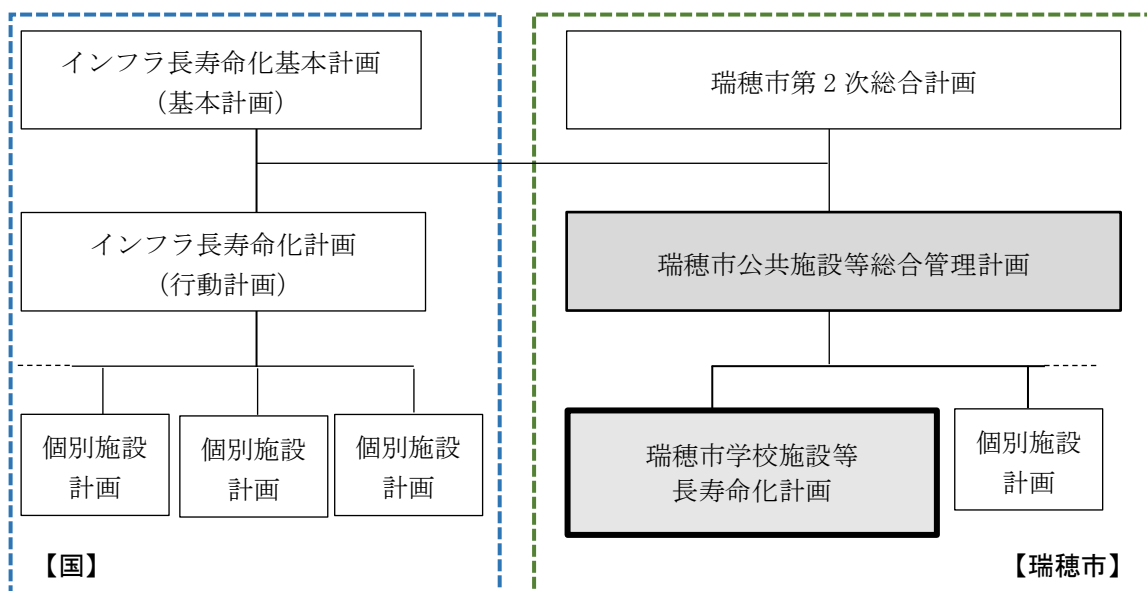 インフラ長寿命化基本計画
（基本計画）
瑞穂市第２次総合計画
インフラ長寿命化計画
（行動計画）
瑞穂市公共施設等総合管理計画
個別施設
計画
個別施設
計画
個別施設
計画
瑞穂市学校施設等
長寿命化計画
個別施設
計画
【国】
【瑞穂市】